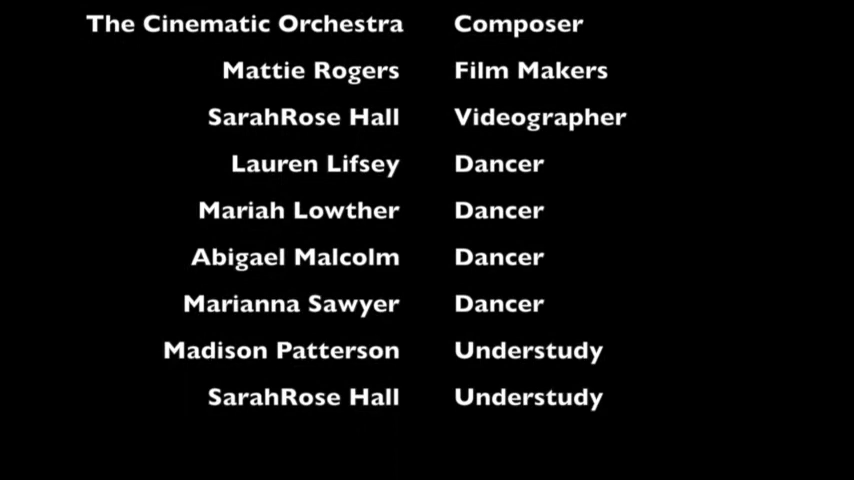 The Cinematic Orchestra Composer
Mattie Rogers Film Makers
SarahRose Hall Videographer
Lauren Lifsey Dancer
Mariah Lowther Dancer
Abigael Malcolm Dancer
Marianna Sawyer Dancer
Madison Patterson Understudy
SarahRose Hall Understudy